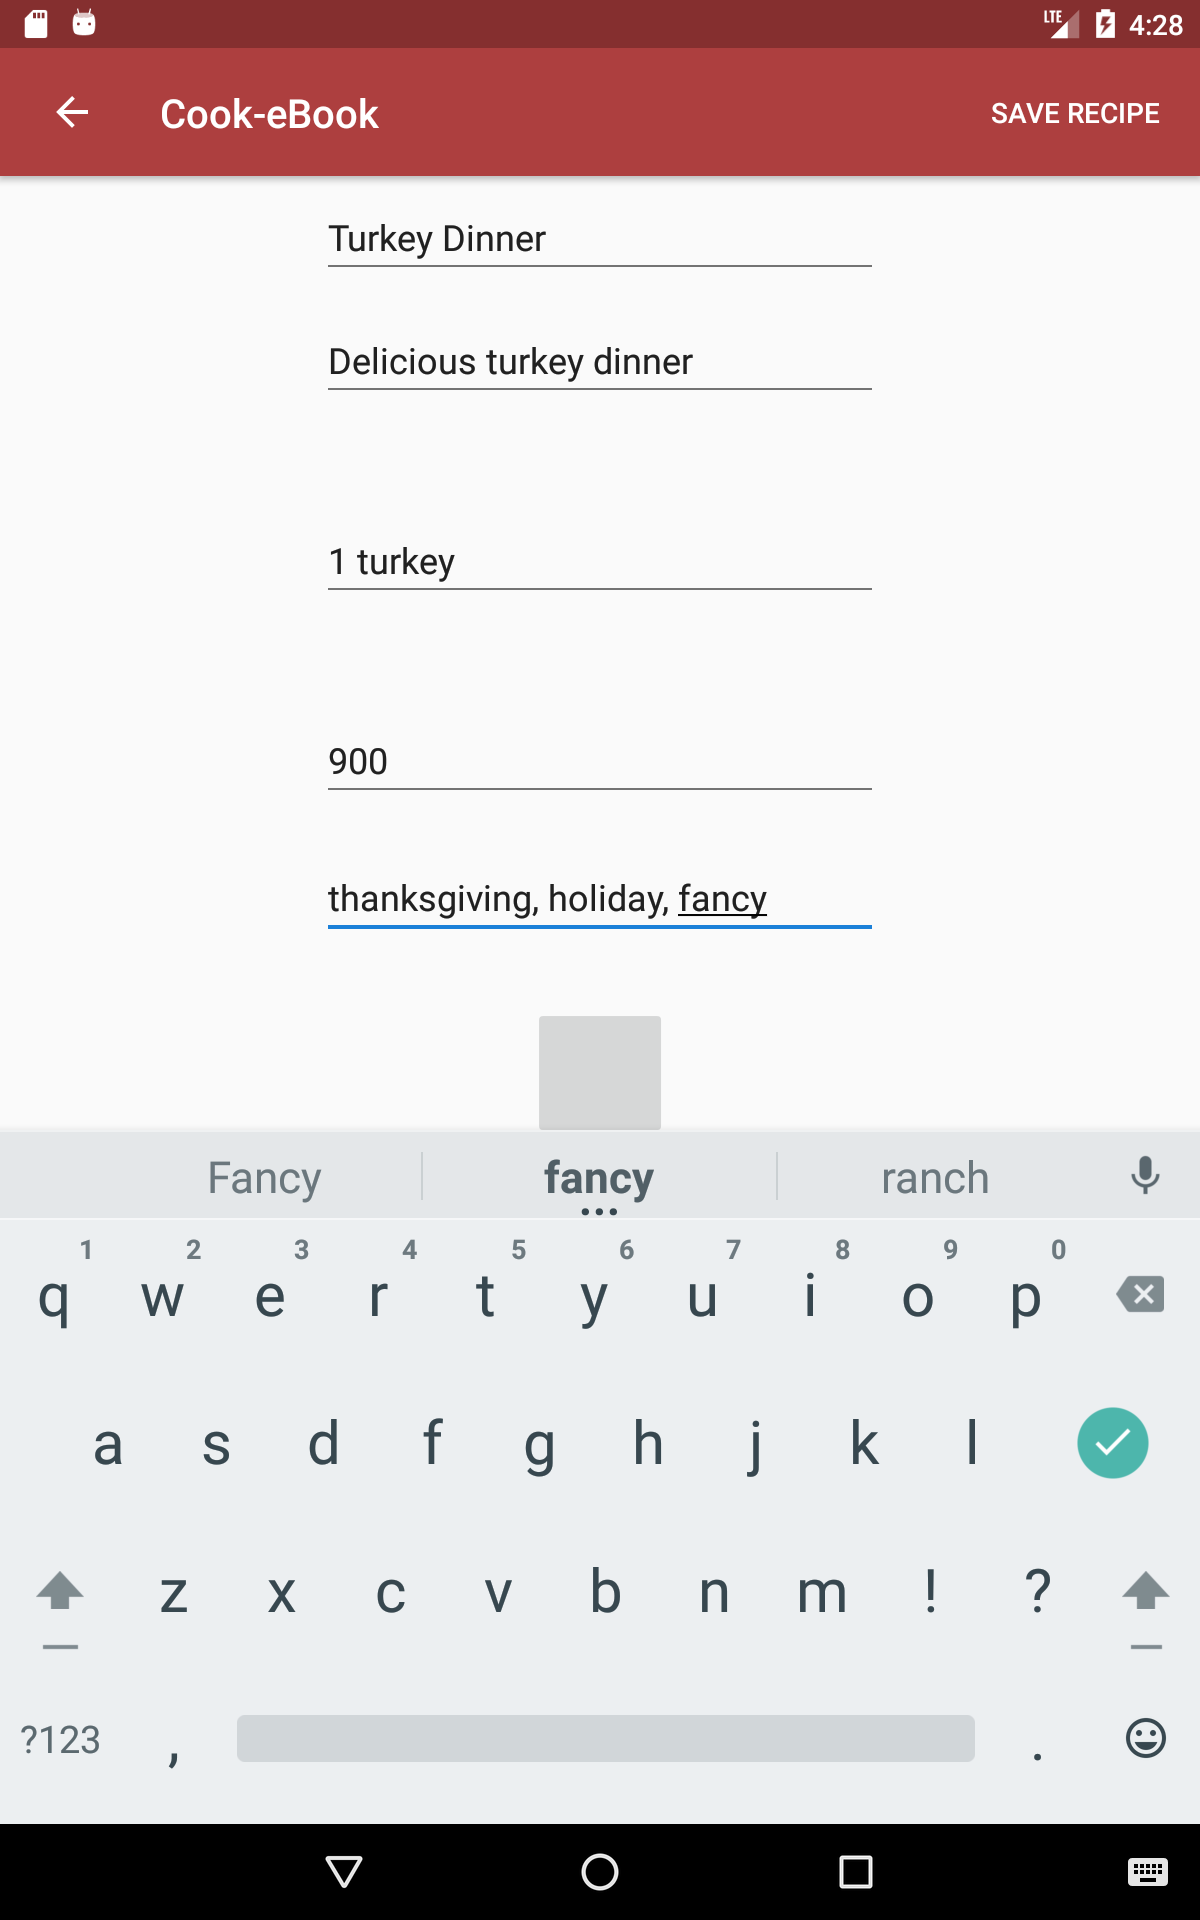 LTE 4:28
Cook-eBook SAVE RECIPE
Turkey Dinner
Delicious turkey dinner
1 turkey
900
thanksgiving, holiday, fancy
Fancy fancy ranch
1 2 3 4 5 6 7 8 9 0
q w e r t y u i o p
a s d f g h j k l
z x c v b n m ! ?
?123 , .